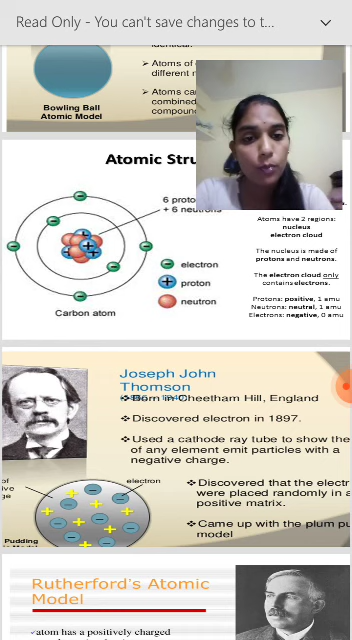 Read Only - You can't save changes to t...
identical.
➢ Atoms of
different
➢ Atoms
combined
compoun
Bowling Ball
Atomic Model
Atomic Stru
6 proto
+ 6 neutrons
electron
proton
neutron
Carbon atom
Atoms have 2 regions:
nucleus
electron cloud
The nucleus is made of
protons and neutrons.
The electron cloud only
contains electrons.
Protons: positive, 1 amu
Neutrons: neutral, 1 amu
Electrons: negative, 0 amu
Joseph John
Thomson
❖Born in Cheetham Hill, England
❖Discovered electron in 1897.
❖Used a cathode ray tube to show the
of any element emit particles with a
negative charge.
electron
❖Discovered that the electr
were placed randomly in a
positive matrix.
❖Came up with the plum pu
model
Pudding
Rutherford's Atomic
Model
✓atom has a positively charged